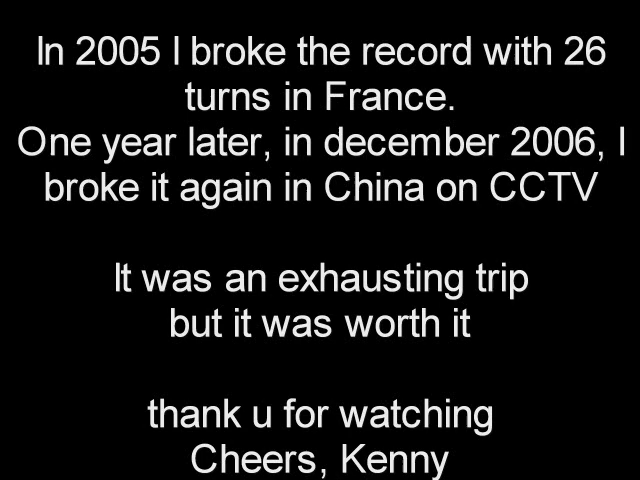 In 2005 I broke the record with 26
turns in France.
One year later, in december 2006, I
broke it again in China on CCTV
It was an exhausting trip
but it was worth it
thank u for watching
Cheers, Kenny